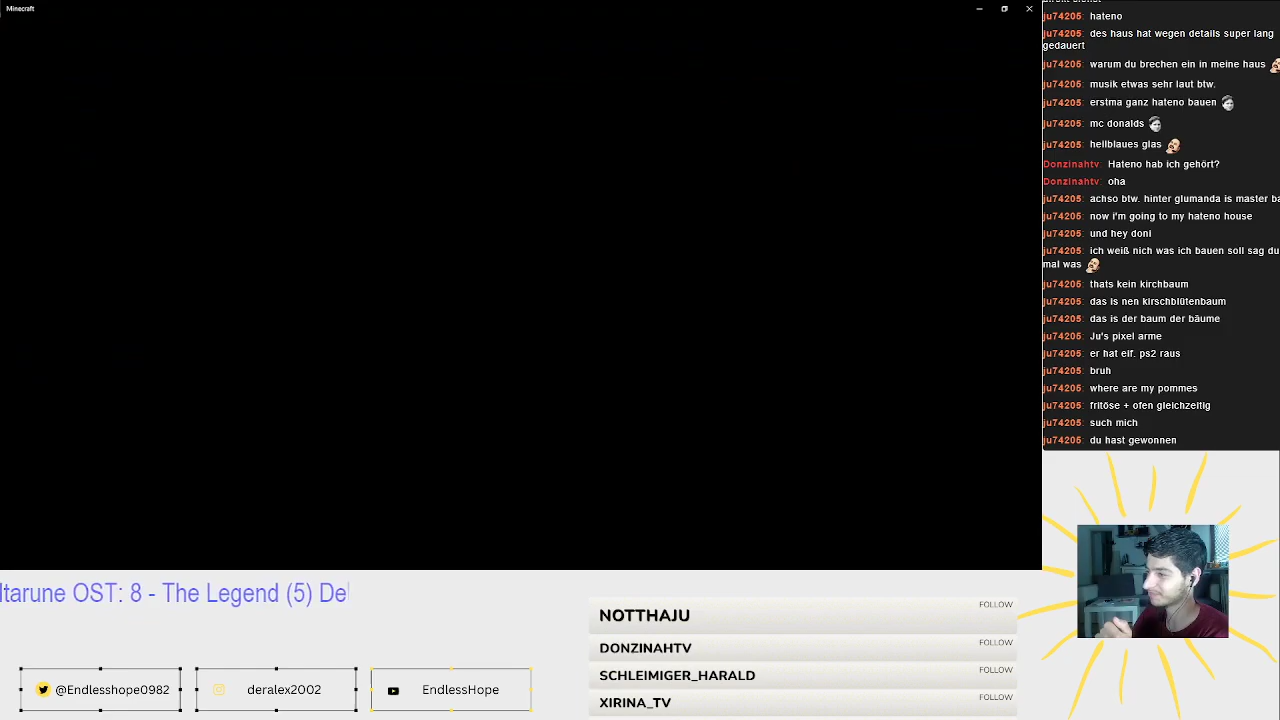 Minecraft
ju74205: hateno
ju74205: des haus hat wegen details super lang
gedauert
ju74205: warum du brechen ein in meine haus
ju74205: musik etwas sehr laut btw.
ju74205: erstma ganz hateno bauen
ju74205: mc donalds
ju74205: hellblaues glas
Donzinahtv: Hateno hab ich gehört?
Donzinahtv: oha
ju74205: achso btw. hinter glumanda is master ba
ju74205: now i'm going to my hateno house
ju74205: und hey doni
ju74205: ich weiß nich was ich bauen soll sag du
mal was
ju74205: thats kein kirchbaum
ju74205: das is nen kirschblütenbaum
ju74205: das is der baum der bäume
ju74205: Ju's pixel arme
ju74205: er hat elf. ps2 raus
ju74205: bruh
ju74205: where are my pommes
ju74205: fritöse + ofen gleichzeitig
ju74205: such mich
ju74205: du hast gewonnen
ltarune OST: 8 - The Legend (5) De
NOTTHAJU FOLLOW
DONZINAHTV FOLLOW
SCHLEIMIGER_HARALD FOLLOW
XIRINA_TV FOLLOW
@Endlesshope0982
deralex2002
EndlessHope